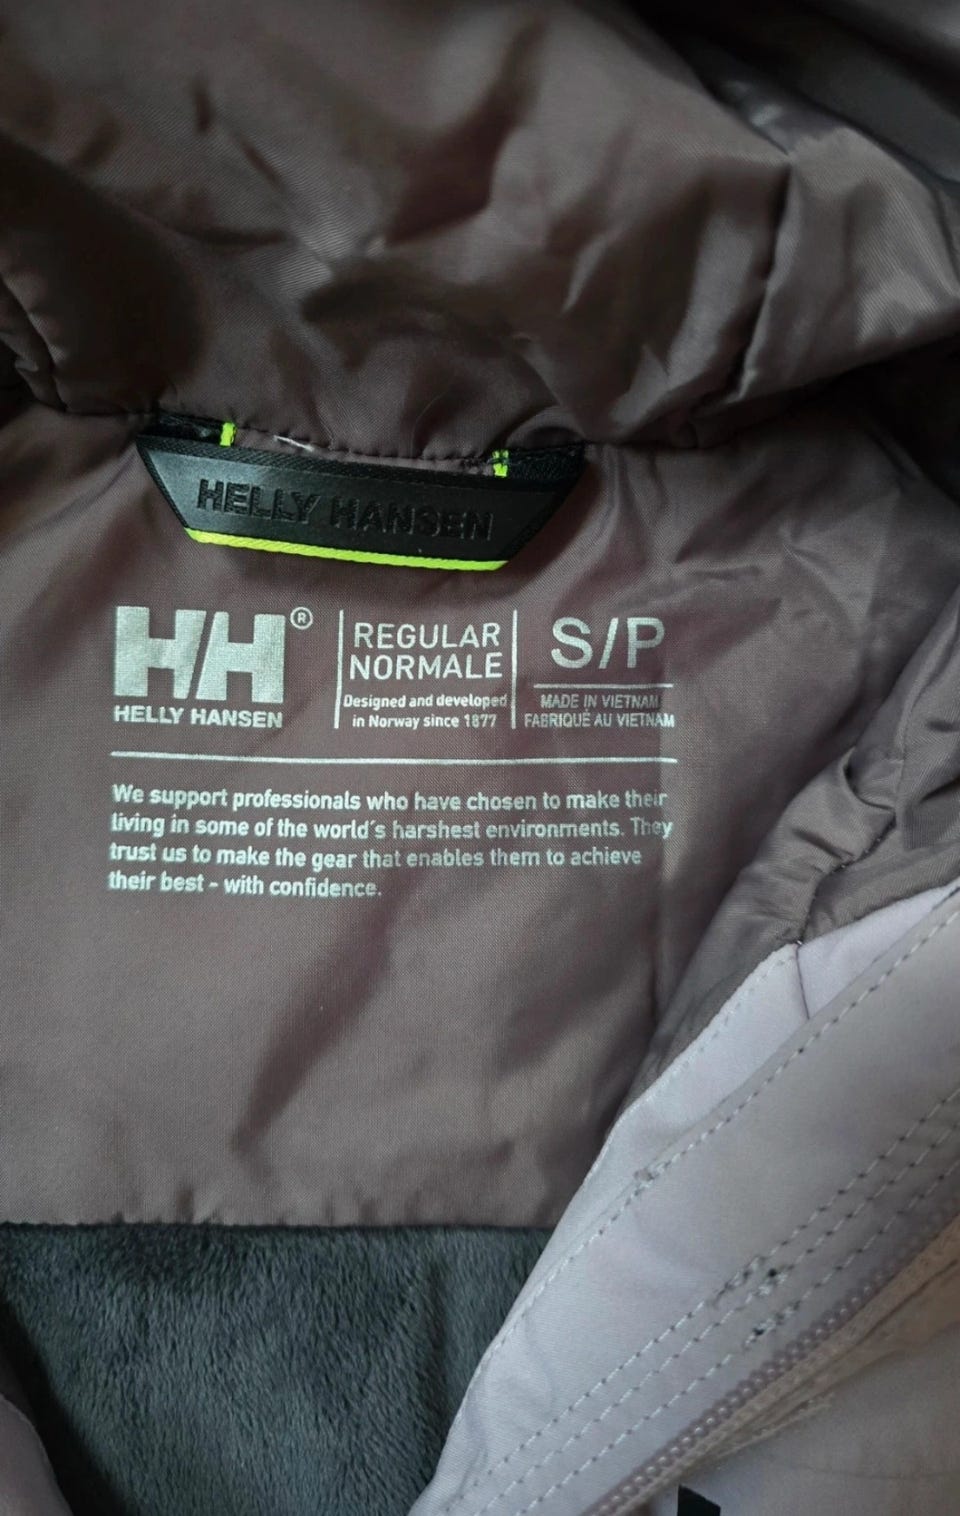 HELLY HANSEN
HH®
HELLY HANSEN
REGULAR
NORMALE
Designed and developed
in Norway since 1877
S/P
MADE IN VIETNAM
FABRIQUÉ AU VIETNAM
We support professionals who have chosen to make their
living in some of the world´s harshest environments. They
trust us to make the gear that enables them to achieve
their best - with confidence.